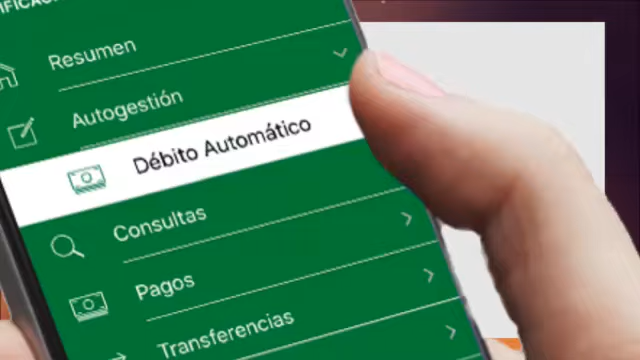 Resumen
Autogestión
Débito Automático
Consultas
Pagos
Transferencias